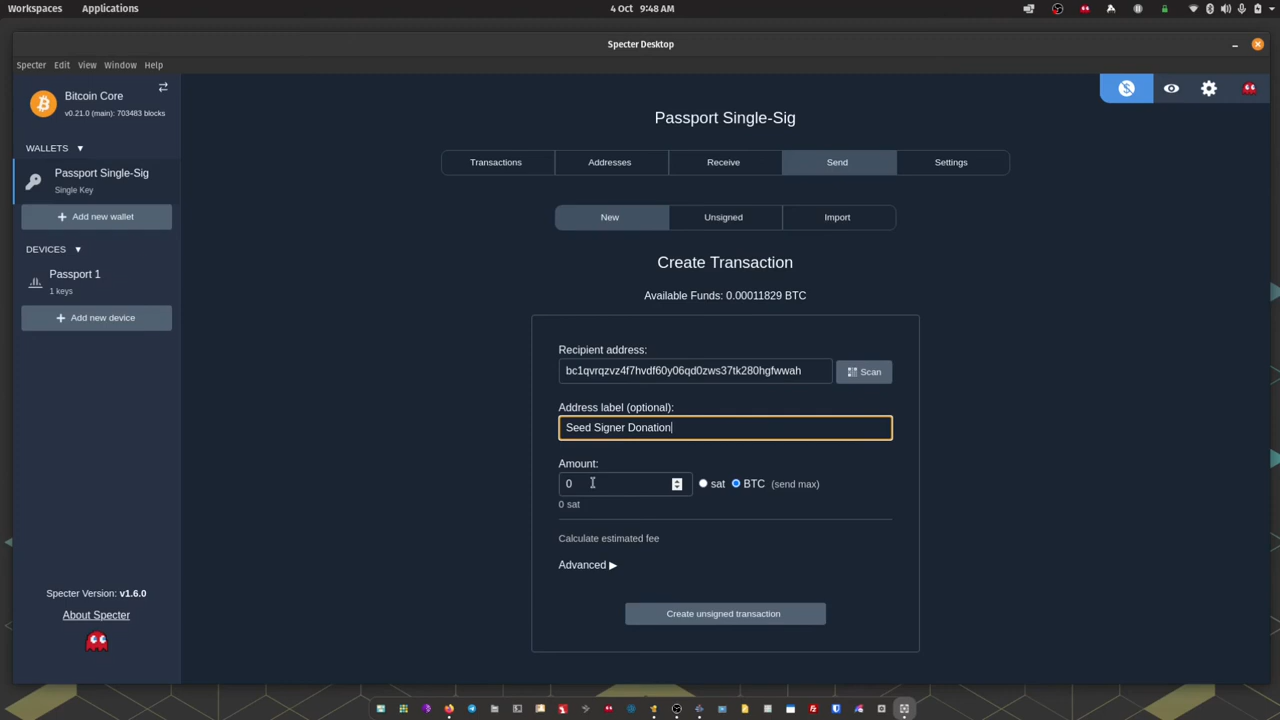 Workspaces Applications 4 Oct 9:48 AM
Specter Desktop
Specter Edit View Window Help
Bitcoin Core
v0.21.0 (main): 703483 blocks
WALLETS ▼
Passport Single-Sig
Single Key
+ Add new wallet
DEVICES ▼
Passport 1
1 keys
+ Add new device
Specter Version: v1.6.0
About Specter
Passport Single-Sig
Transactions Addresses Receive Send Settings
New Unsigned Import
Create Transaction
Available Funds: 0.00011829 BTC
Recipient address:
bc1qvrqzvz4f7hvdf60y06qd0zws37tk280hgfwwah Scan
Address label (optional):
Seed Signer Donation
Amount:
0 sat BTC (send max)
0 sat
Calculate estimated fee
Advanced ▶
Create unsigned transaction